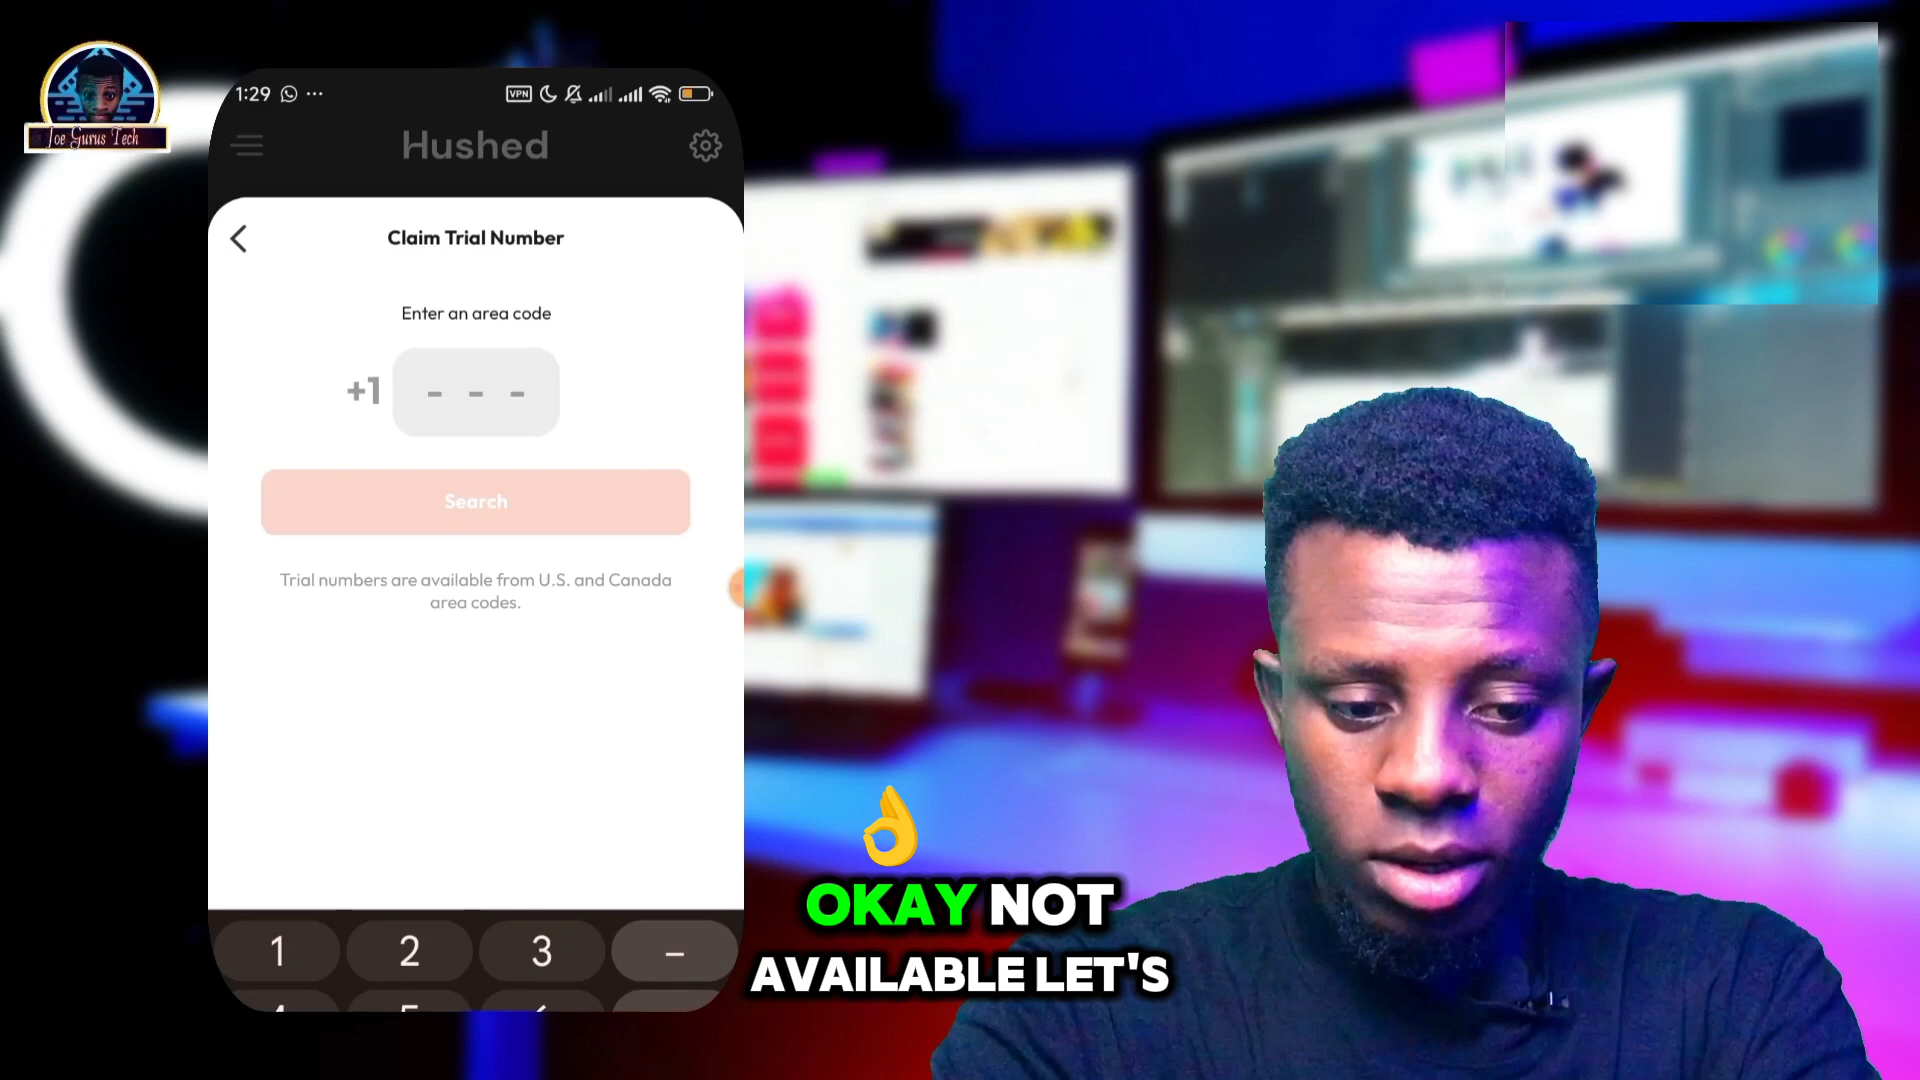 Joe Gurus Tech
1:29
VPN
Hushed
Claim Trial Number
Enter an area code
+1 - - -
Search
Trial numbers are available from U.S. and Canada
area codes.
1 2 3 -
OKAY NOT
AVAILABLE LET'S